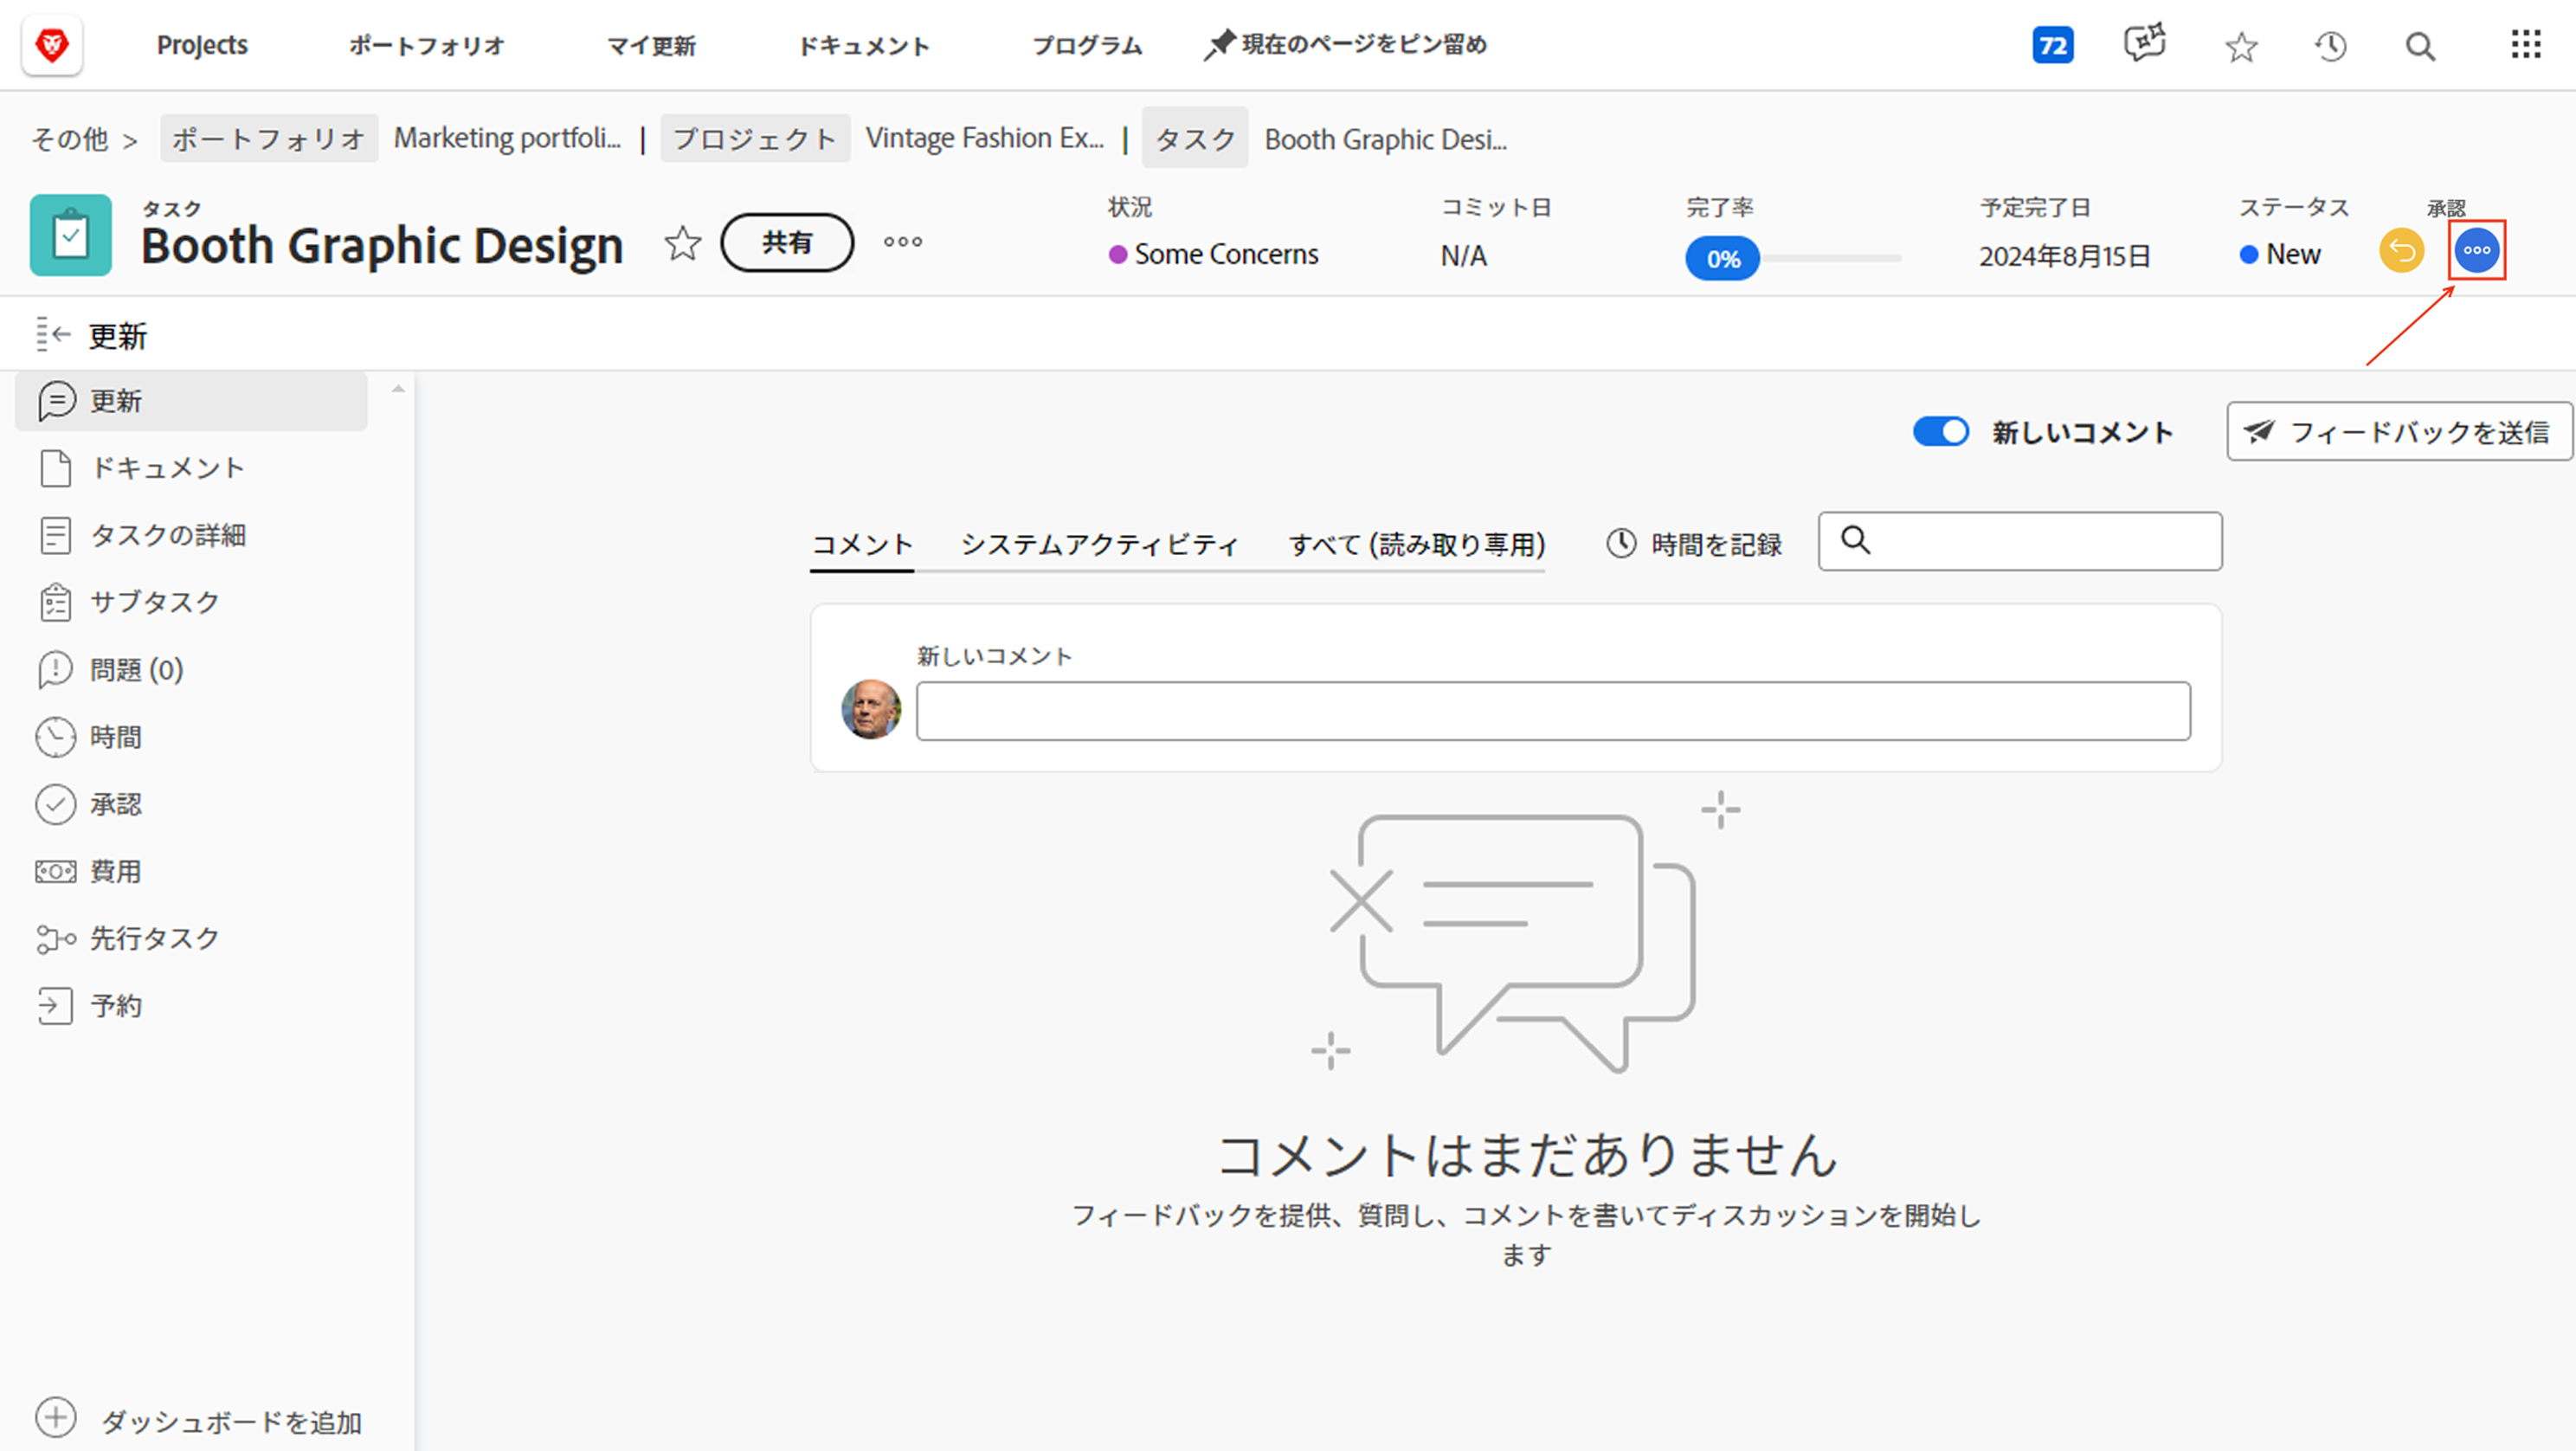 Projects ポートフォリオ マイ更新 ドキュメント プログラム 現在のページをピン留め 72
その他 > ポートフォリオ Marketing portfoli... | プロジェクト Vintage Fashion Ex... | タスク Booth Graphic Desi...
タスク
Booth Graphic Design
共有
状況
Some Concerns
コミット日
N/A
完了率
0%
予定完了日
2024年8月15日
ステータス
New
承認
更新
更新
ドキュメント
タスクの詳細
サブタスク
問題 (0)
時間
承認
費用
先行タスク
予約
ダッシュボードを追加
新しいコメント
フィードバックを送信
コメント システムアクティビティ すべて (読み取り専用) 時間を記録
新しいコメント
コメントはまだありません
フィードバックを提供、質問し、コメントを書いてディスカッションを開始し
ます